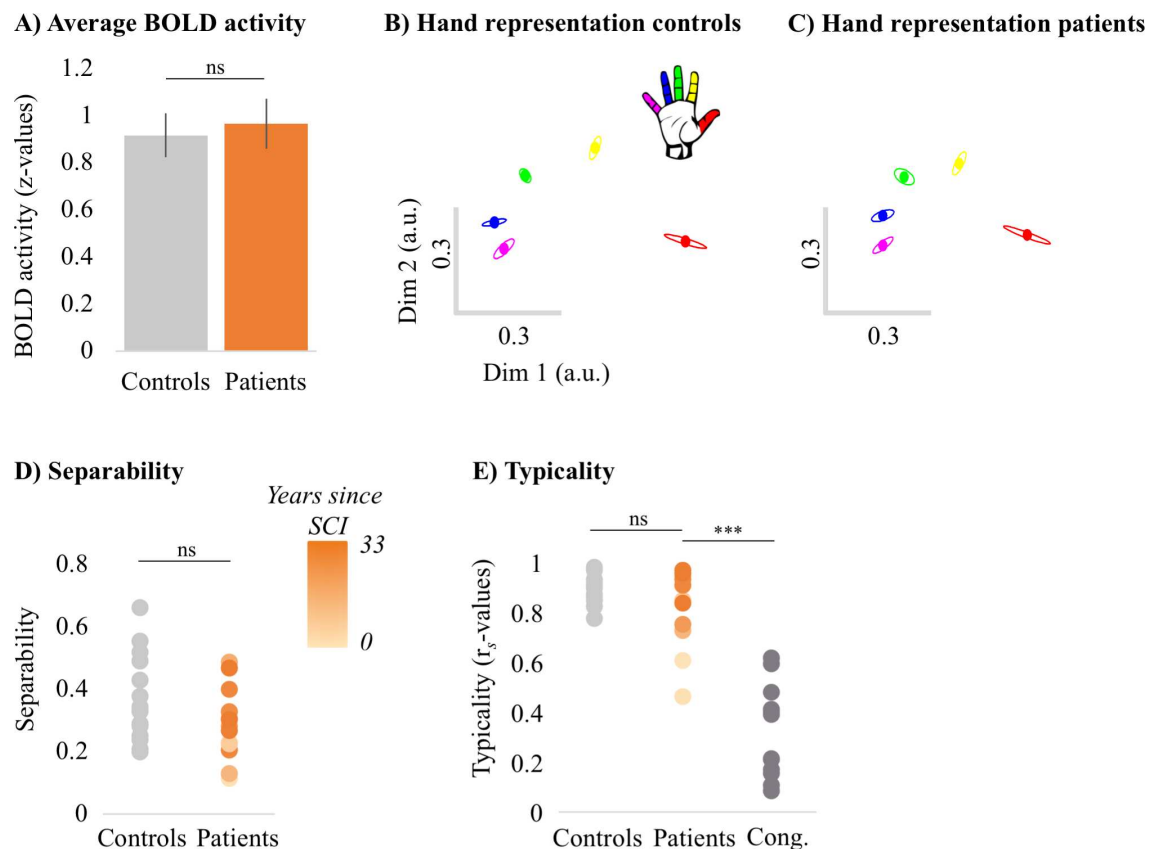 A) Average BOLD activity
B) Hand representation controls
C) Hand representation patients
BOLD activity (z-values)
1.2
1
0.8
0.6
0.4
0.2
0
ns
Controls Patients
Dim 2 (a.u.)
0.3
0.3
Dim 1 (a.u.)
0.3
0.3
D) Separability
Years since
SCI
33
0
Separability
0.8
0.6
0.4
0.2
0
ns
Controls Patients
E) Typicality
Typicality (rs-values)
1
0.8
0.6
0.4
0.2
0
ns
***
Controls Patients Cong.